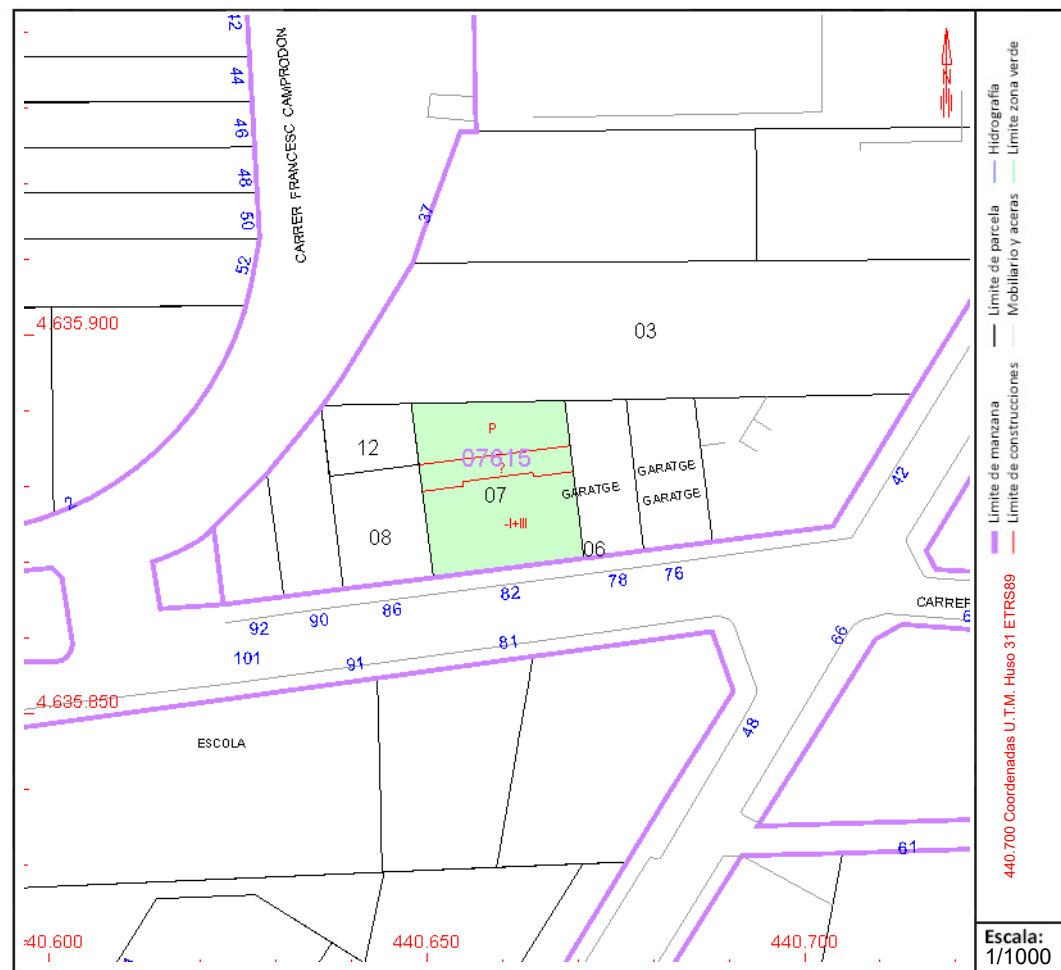 42
44
46
48
50
52
CARRER FRANCESC CAMPRODON
37
N
4.635.900
03
12
P
07615
?
07
-I+III
08
GARATGE
GARATGE
GARATGE
06
42
2
92
90
86
82
78
76
101
91
81
CARRER
66
48
4.635.850
ESCOLA
61
40.600
440.650
440.700
Límite de manzana
Límite de construcciones
Límite de parcela
Mobiliario y aceras
Hidrografía
Límite zona verde
440.700 Coordenadas U.T.M. Huso 31 ETRS89
Escala:
1/1000